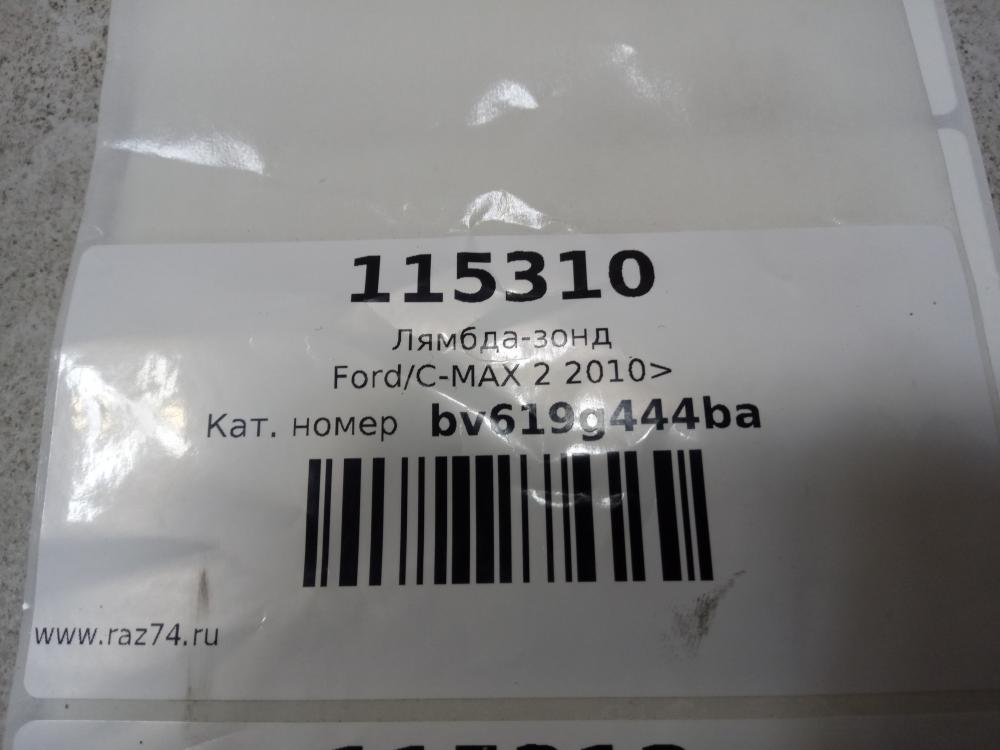 115310
Лямбда-зонд
Ford/C-MAX 2 2010>
Кат. номер bv619g444ba
www.raz74.ru